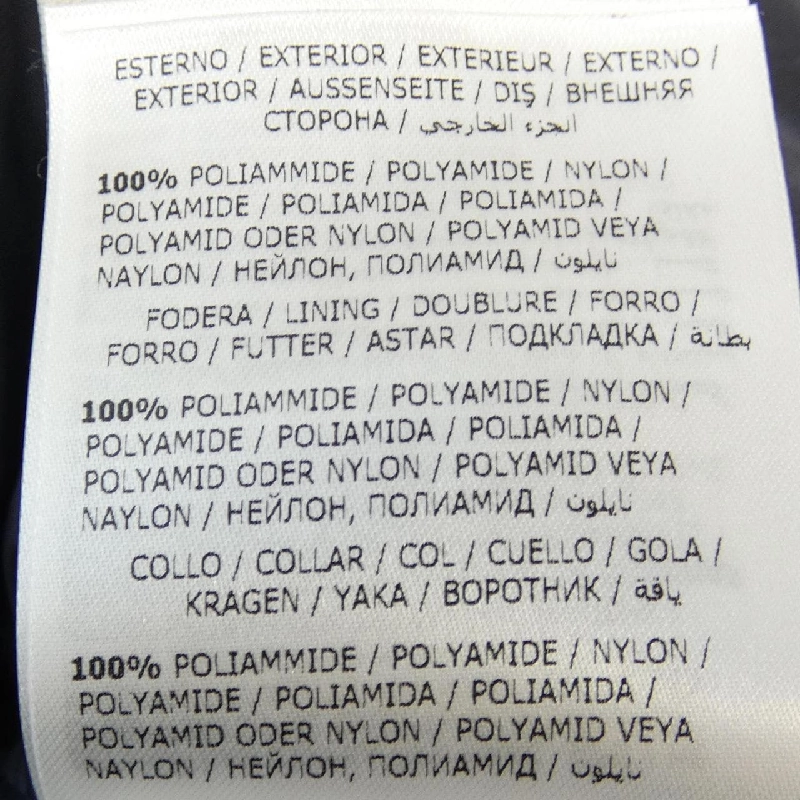 ESTERNO / EXTERIOR / EXTERIEUR / EXTERNO /
EXTERIOR / AUSSENSEITE / DIŞ / ВНЕШНЯЯ
СТОРОНА / الجزء الخارجي
100% POLIAMMIDE / POLYAMIDE / NYLON /
POLYAMIDE / POLIAMIDA / POLIAMIDA /
POLYAMID ODER NYLON / POLYAMID VEYA
NAYLON / НЕЙЛОН, ПОЛИАМИД / نايلون
FODERA / LINING / DOUBLURE / FORRO /
FORRO / FUTTER / ASTAR / ПОДКЛАДКА / بطانة
100% POLIAMMIDE / POLYAMIDE / NYLON /
POLYAMIDE / POLIAMIDA / POLIAMIDA /
POLYAMID ODER NYLON / POLYAMID VEYA
NAYLON / НЕЙЛОН, ПОЛИАМИД / نايلون
COLLO / COLLAR / COL / CUELLO / GOLA /
KRAGEN / YAKA / ВОРОТНИК / ياقة
100% POLIAMMIDE / POLYAMIDE / NYLON /
POLYAMIDE / POLIAMIDA / POLIAMIDA /
POLYAMID ODER NYLON / POLYAMID VEYA
NAYLON / НЕЙЛОН, ПОЛИАМИД / نايلون